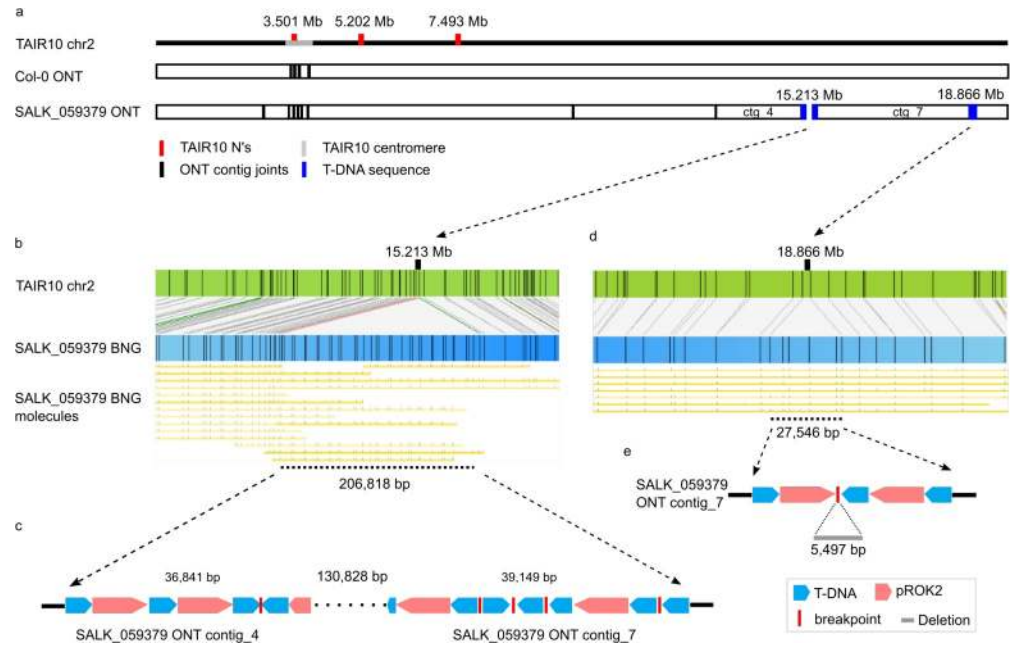 a
3.501 Mb 5.202 Mb 7.493 Mb
TAIR10 chr2
Col-0 ONT
15.213 Mb 18.866 Mb
SALK_059379 ONT
ctg_4 ctg_7
TAIR10 N's TAIR10 centromere
ONT contig joints T-DNA sequence
b
15.213 Mb
TAIR10 chr2
SALK_059379 BNG
SALK_059379 BNG
molecules
206,818 bp
d
18.866 Mb
27,546 bp
e
SALK_059379
ONT contig_7
5,497 bp
c
36,841 bp 130,828 bp 39,149 bp
SALK_059379 ONT contig_4 SALK_059379 ONT contig_7
T-DNA pROK2
breakpoint Deletion